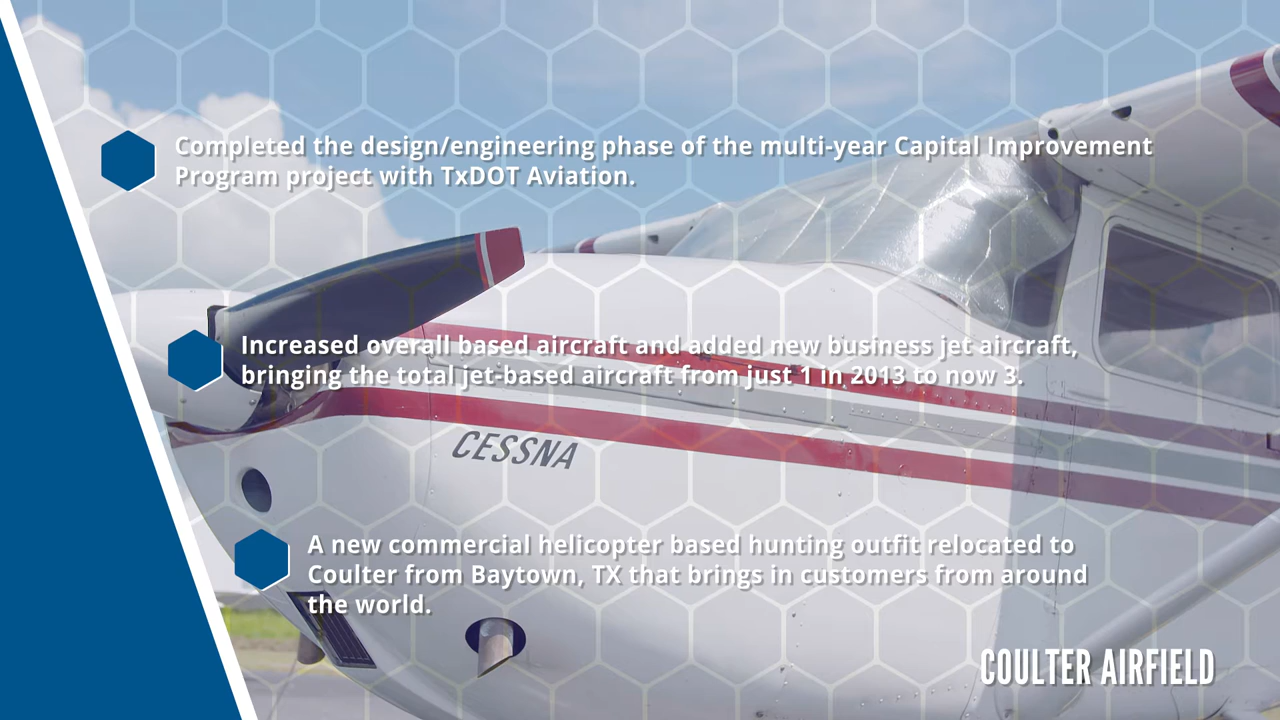 Completed the design/engineering phase of the multi-year Capital Improvement
Program project with TxDOT Aviation.
Increased overall based aircraft and added new business jet aircraft,
bringing the total jet-based aircraft from just 1 in 2013 to now 3.
CESSNA
A new commercial helicopter based hunting outfit relocated to
Coulter from Baytown, TX that brings in customers from around
the world.
COULTER AIRFIELD